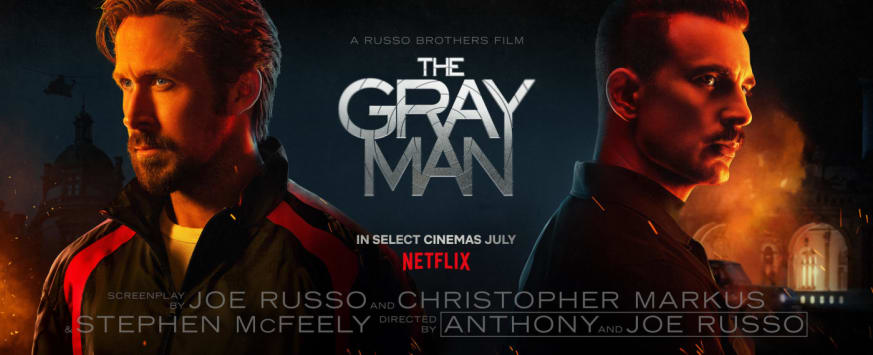 A RUSSO BROTHERS FILM
THE
GRAY
MAN
IN SELECT CINEMAS JULY
NETFLIX
SCREENPLAY BY JOE RUSSO AND CHRISTOPHER MARKUS
& STEPHEN McFEELY DIRECTED BY ANTHONY AND JOE RUSSO